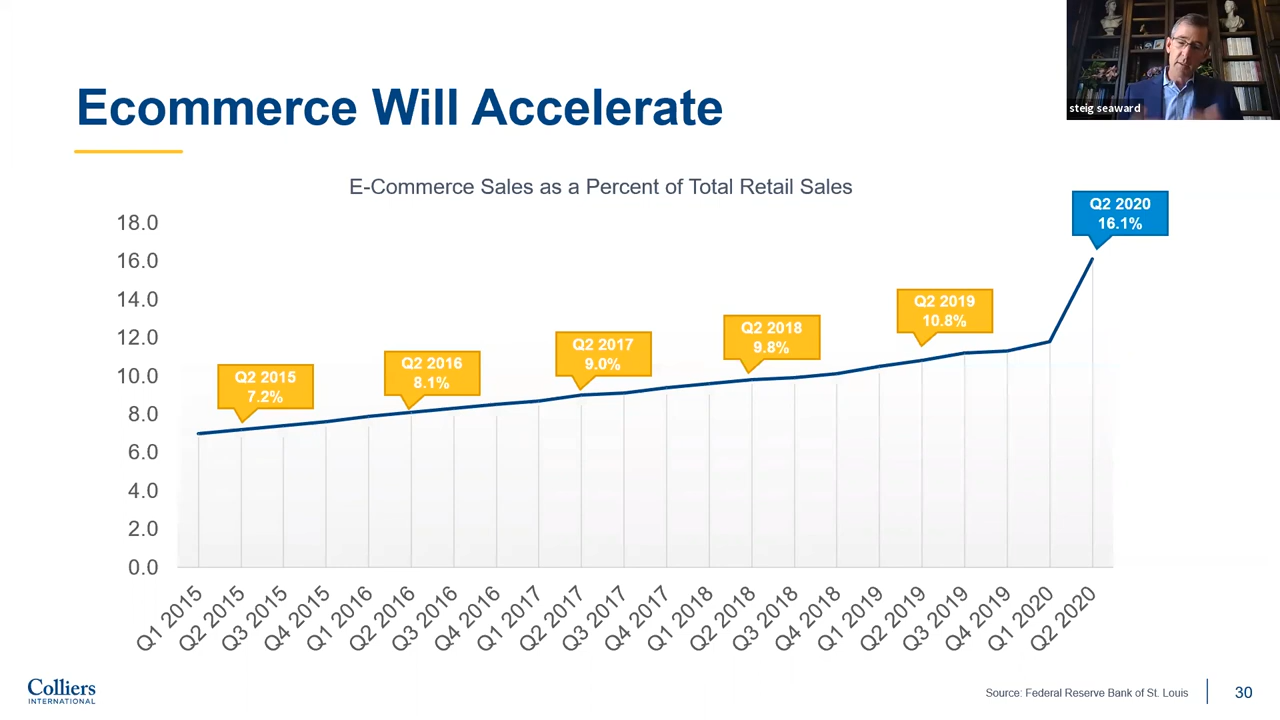 steig seaward
Ecommerce Will Accelerate
E-Commerce Sales as a Percent of Total Retail Sales
18.0
16.0
14.0
12.0
10.0
8.0
6.0
4.0
2.0
0.0
Q2 2015
7.2%
Q2 2016
8.1%
Q2 2017
9.0%
Q2 2018
9.8%
Q2 2019
10.8%
Q2 2020
16.1%
Q1 2015
Q2 2015
Q3 2015
Q4 2015
Q1 2016
Q2 2016
Q3 2016
Q4 2016
Q1 2017
Q2 2017
Q3 2017
Q4 2017
Q1 2018
Q2 2018
Q3 2018
Q4 2018
Q1 2019
Q2 2019
Q3 2019
Q4 2019
Q1 2020
Q2 2020
Colliers
INTERNATIONAL
Source: Federal Reserve Bank of St. Louis
30